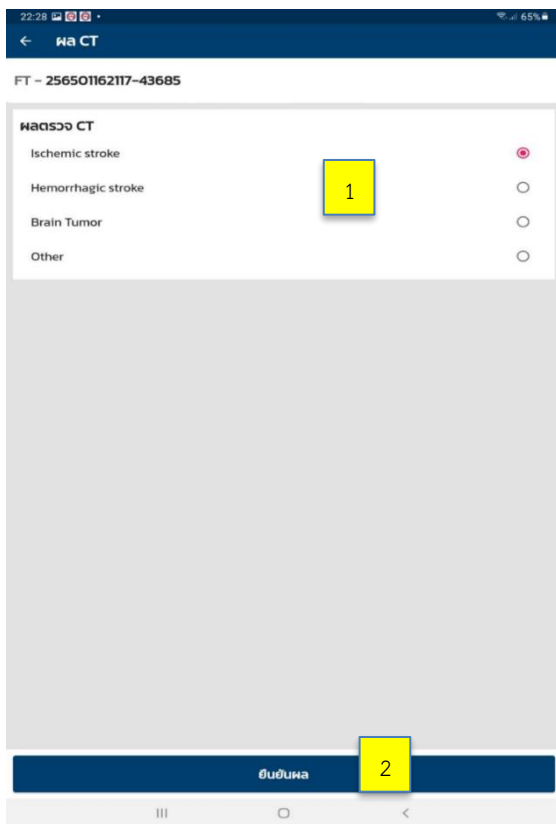 22:28
65%
ผล CT
FT – 256501162117-43685
ผลตรวจ CT
Ischemic stroke
Hemorrhagic stroke
1
Brain Tumor
Other
ยืนยันผล
2